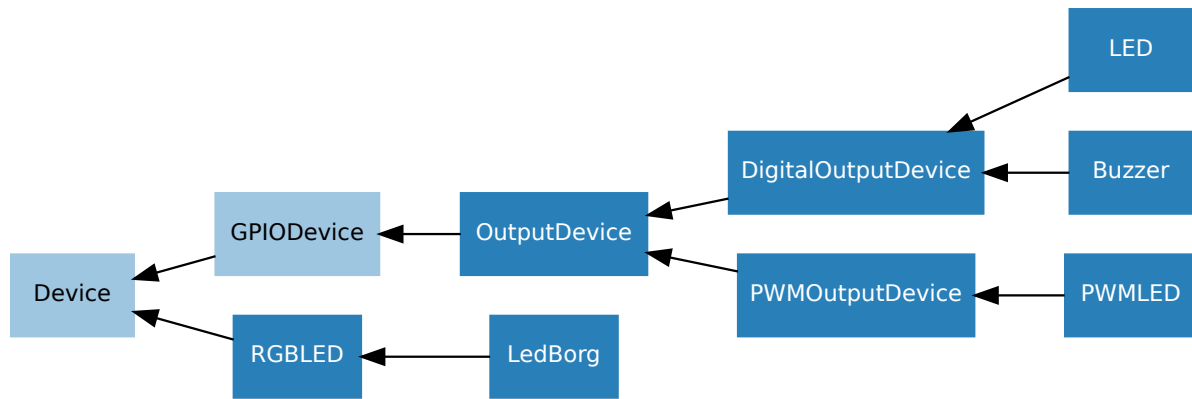 LED
DigitalOutputDevice
Buzzer
GPIODevice
OutputDevice
Device
PWMOutputDevice
PWMLED
RGBLED
LedBorg